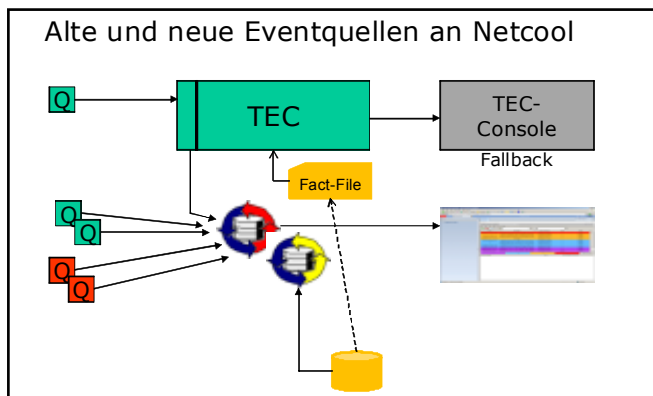 Alte und neue Eventquellen an Netcool
Q
TEC
TEC-
Console
Fallback
Fact-File
Q
Q
Q
Q